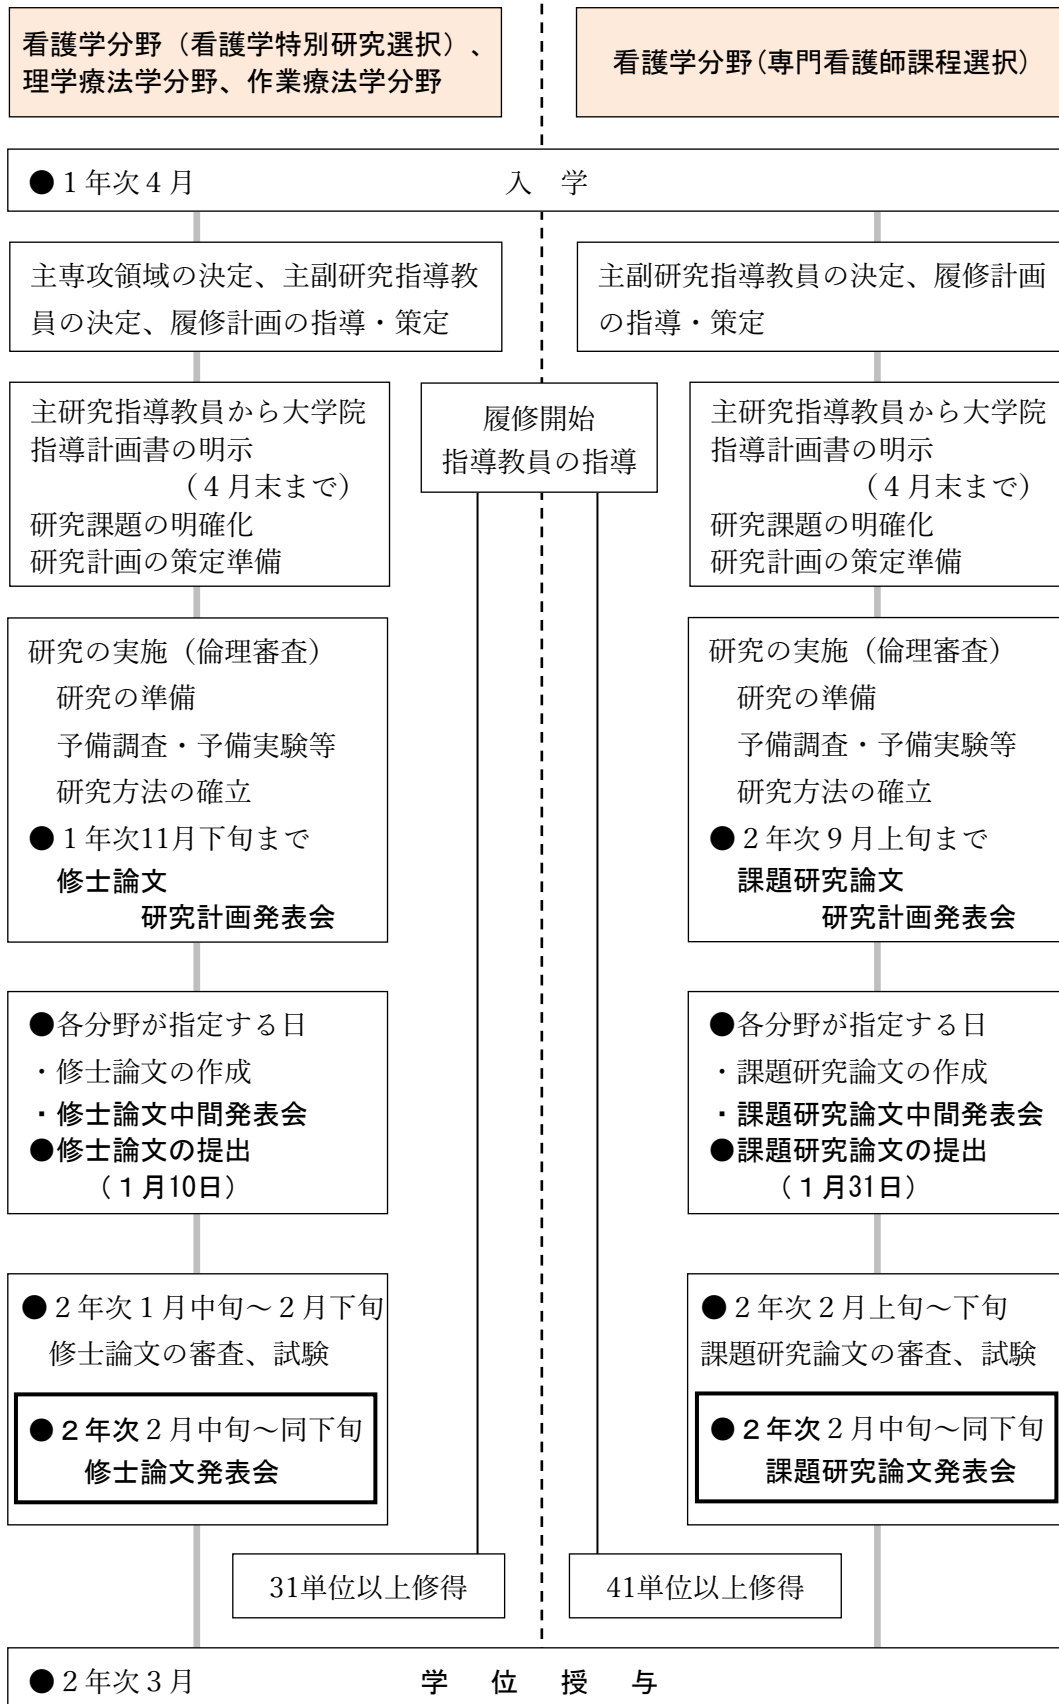 看護学分野（看護学特別研究選択）、
理学療法学分野、作業療法学分野
看護学分野(専門看護師課程選択)
●１年次４月 入　学
主専攻領域の決定、主副研究指導教
員の決定、履修計画の指導・策定
主副研究指導教員の決定、履修計画
の指導・策定
主研究指導教員から大学院
指導計画書の明示
（４月末まで）
研究課題の明確化
研究計画の策定準備
履修開始
指導教員の指導
主研究指導教員から大学院
指導計画書の明示
（４月末まで）
研究課題の明確化
研究計画の策定準備
研究の実施（倫理審査）
研究の準備
予備調査・予備実験等
研究方法の確立
●１年次11月下旬まで
修士論文
研究計画発表会
研究の実施（倫理審査）
研究の準備
予備調査・予備実験等
研究方法の確立
●２年次９月上旬まで
課題研究論文
研究計画発表会
●各分野が指定する日
・修士論文の作成
・修士論文中間発表会
●修士論文の提出
（１月10日）
●各分野が指定する日
・課題研究論文の作成
・課題研究論文中間発表会
●課題研究論文の提出
（１月31日）
●２年次１月中旬～２月下旬
修士論文の審査、試験
●２年次２月中旬～同下旬
修士論文発表会
●２年次２月上旬～下旬
課題研究論文の審査、試験
●２年次２月中旬～同下旬
課題研究論文発表会
31単位以上修得
41単位以上修得
●２年次３月 学　位　授　与